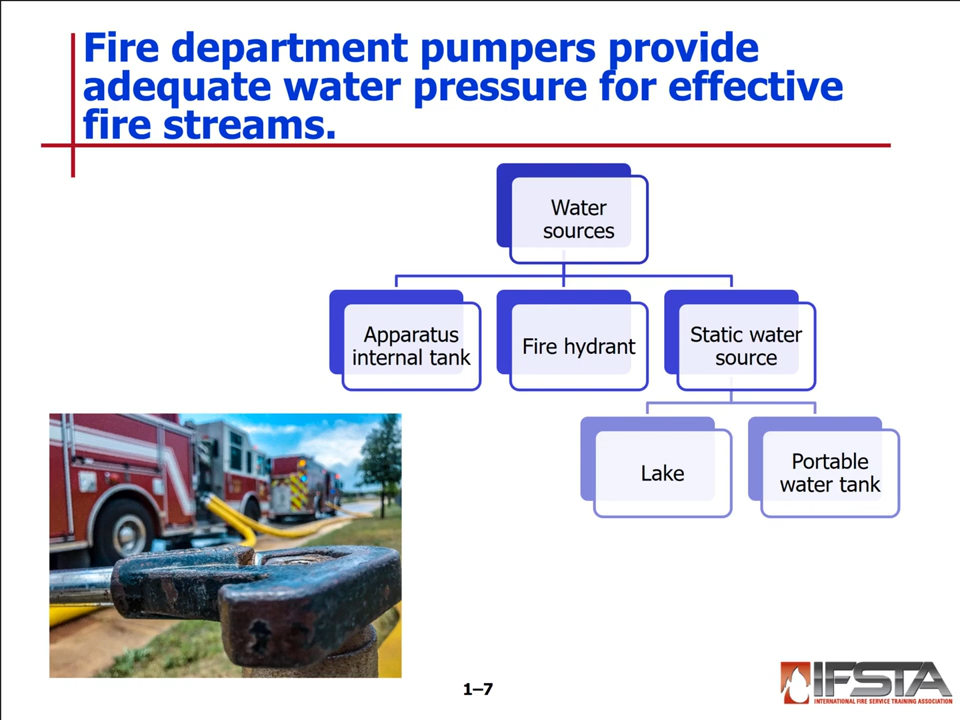 Fire department pumpers provide
adequate water pressure for effective
fire streams.
Water
sources
Apparatus
internal tank
Fire hydrant
Static water
source
Lake
Portable
water tank
1–7
IFSTA
INTERNATIONAL FIRE SERVICE TRAINING ASSOCIATION